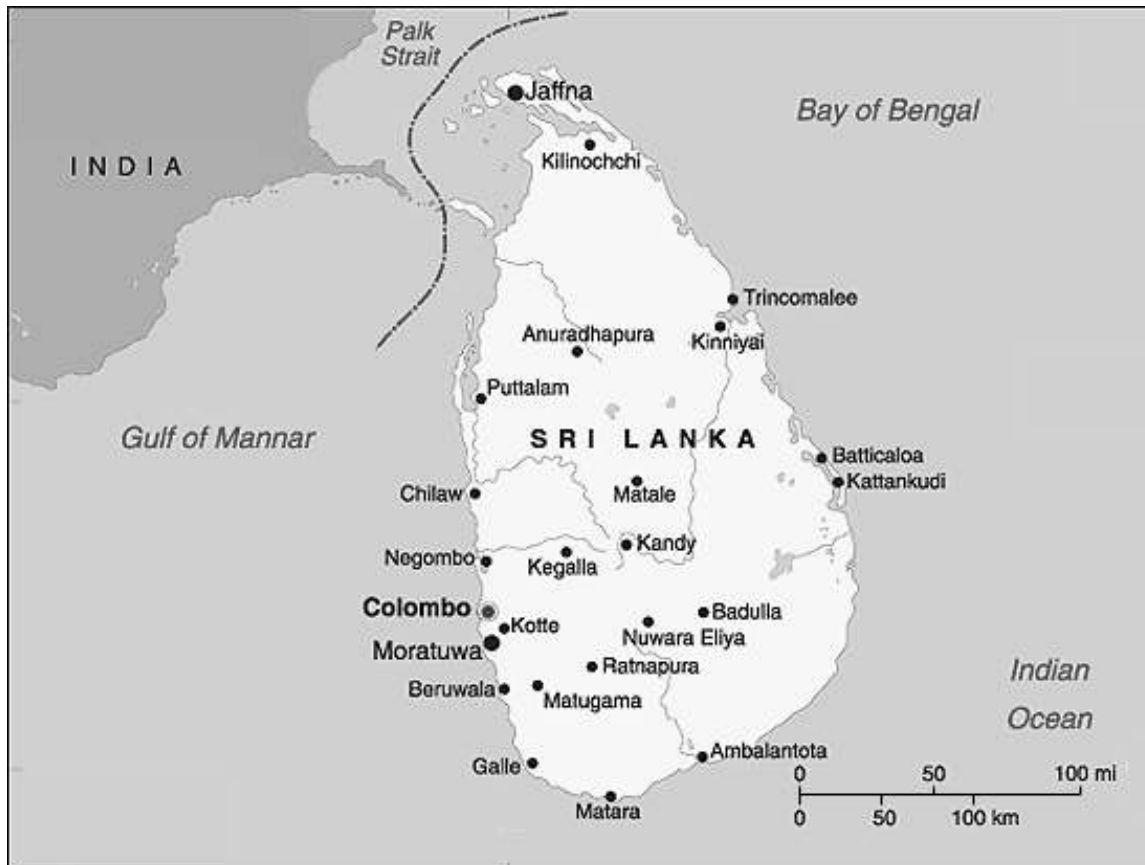 Palk
Strait
Jaffna
Bay of Bengal
INDIA
Kilinochchi
Trincomalee
Anuradhapura
Kinniyai
Puttalam
Gulf of Mannar
SRI LANKA
Batticaloa
Kattankudi
Chilaw
Matale
Kandy
Negombo
Kegalla
Colombo
Badulla
Kotte
Nuwara Eliya
Moratuwa
Ratnapura
Indian
Ocean
Beruwala
Matugama
Ambalantota
Galle
0 50 100 mi
0 50 100 km
Matara